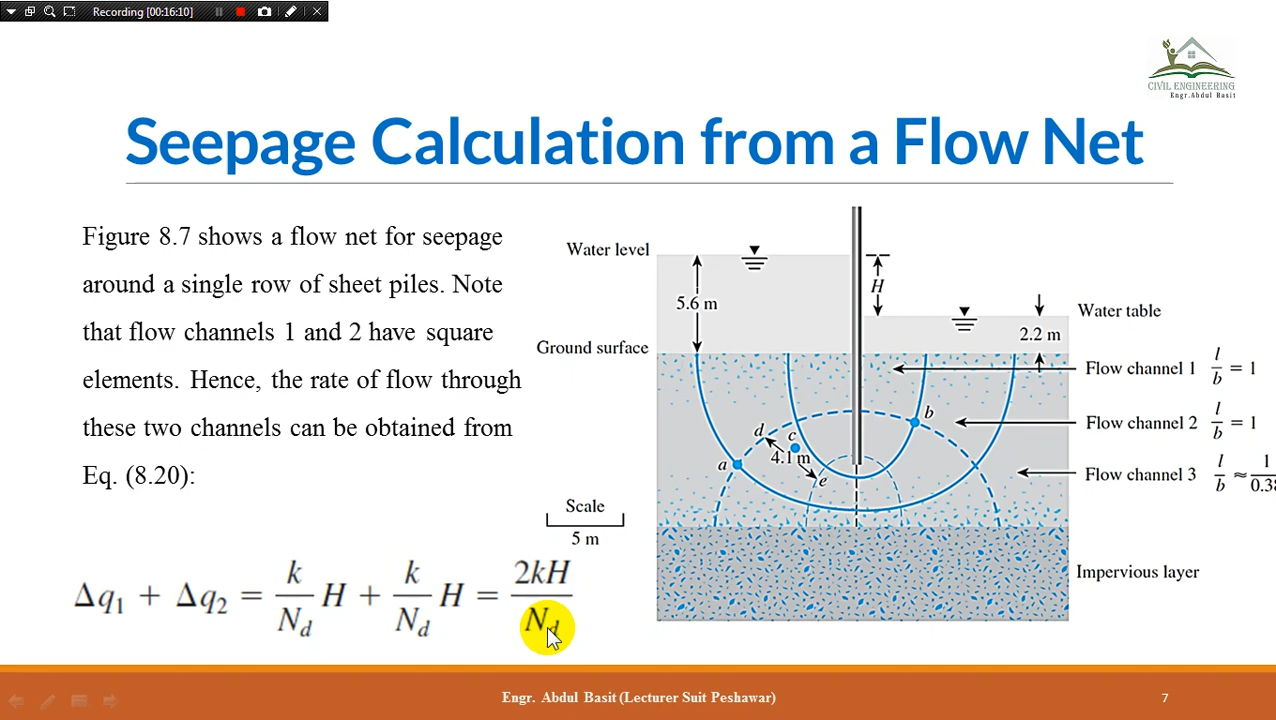 Recording [00:16:10]
CIVIL ENGINEERING
Engr.Abdul Basit
Seepage Calculation from a Flow Net
Figure 8.7 shows a flow net for seepage
around a single row of sheet piles. Note
that flow channels 1 and 2 have square
elements. Hence, the rate of flow through
these two channels can be obtained from
Eq. (8.20):
Δq₁ + Δq₂ = k/N_d H + k/N_d H = 2kH/N_d
Water level
5.6 m
H
Water table
2.2 m
Ground surface
Flow channel 1 l/b = 1
Flow channel 2 l/b = 1
Flow channel 3 l/b ≈ 1/0.38
a
b
c
d
4.1 m
e
Scale
5 m
Impervious layer
Engr. Abdul Basit (Lecturer Suit Peshawar)
7